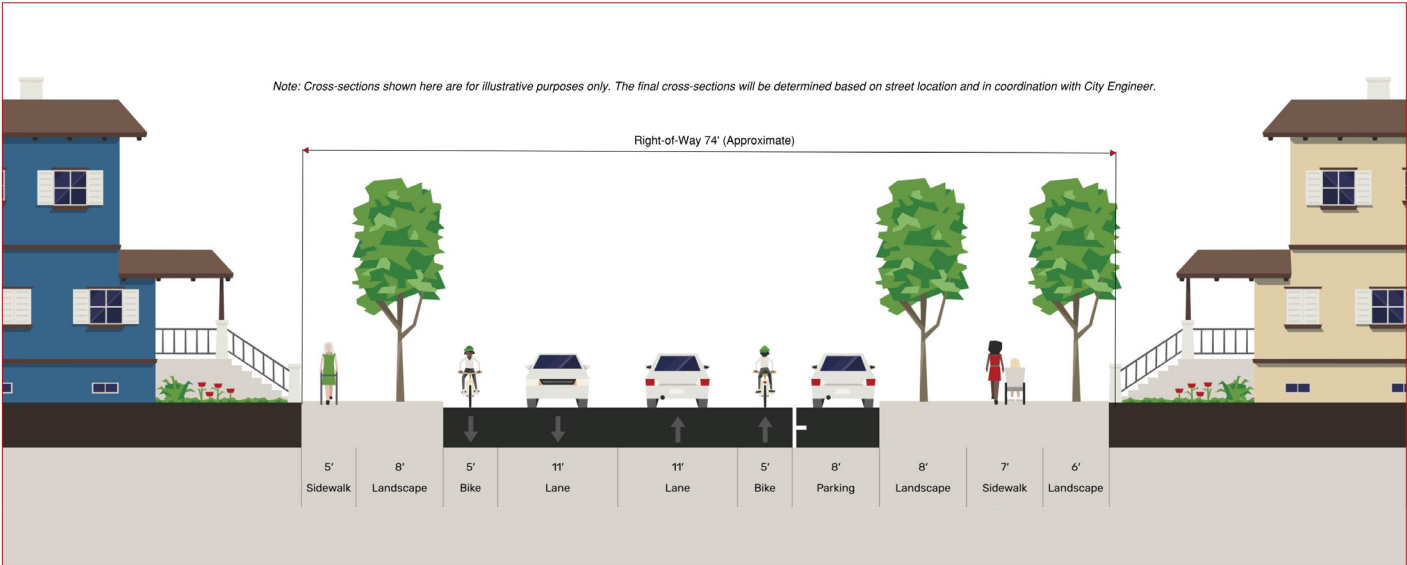 Note: Cross-sections shown here are for illustrative purposes only. The final cross-sections will be determined based on street location and in coordination with City Engineer.
Right-of-Way 74' (Approximate)
5' 8' 5' 11' 11' 5' 8' 8' 7' 6'
Sidewalk Landscape Bike Lane Lane Bike Parking Landscape Sidewalk Landscape